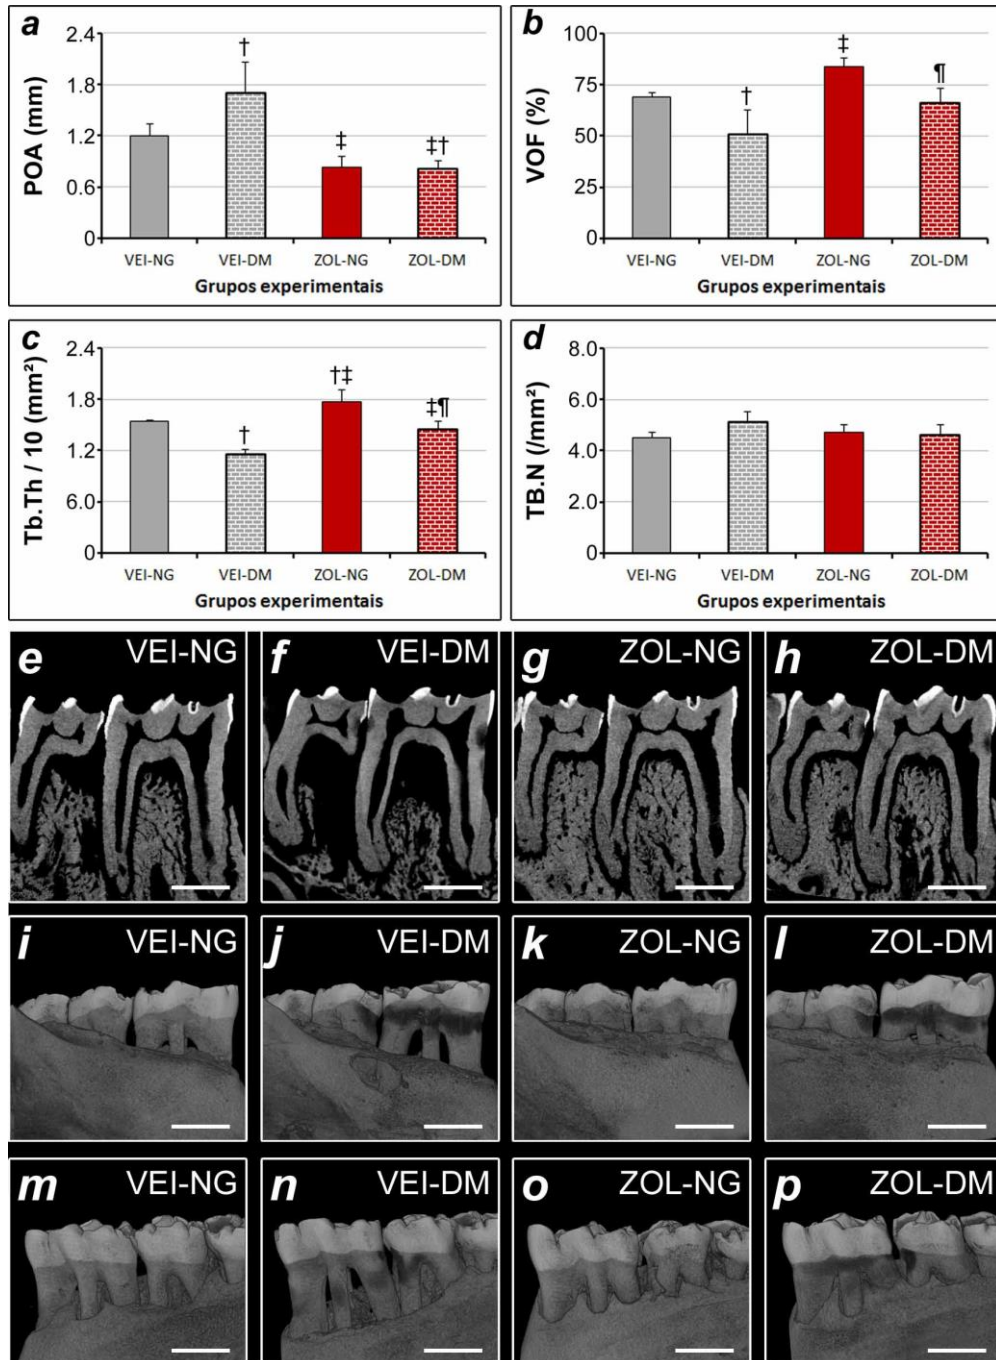 a
POA (mm)
2.4
1.8
1.2
0.6
0
†
‡
‡†
VEI-NG VEI-DM ZOL-NG ZOL-DM
Grupos experimentais
b
VOF (%)
100
75
50
25
0
†
‡
¶
VEI-NG VEI-DM ZOL-NG ZOL-DM
Grupos experimentais
c
Tb.Th / 10 (mm²)
2.4
1.8
1.2
6.0
0
†
†‡
‡¶
VEI-NG VEI-DM ZOL-NG ZOL-DM
Grupos experimentais
d
TB.N (/mm²)
8.0
6.0
4.0
2.0
0
VEI-NG VEI-DM ZOL-NG ZOL-DM
Grupos experimentais
e VEI-NG
f VEI-DM
g ZOL-NG
h ZOL-DM
i VEI-NG
j VEI-DM
k ZOL-NG
l ZOL-DM
m VEI-NG
n VEI-DM
o ZOL-NG
p ZOL-DM